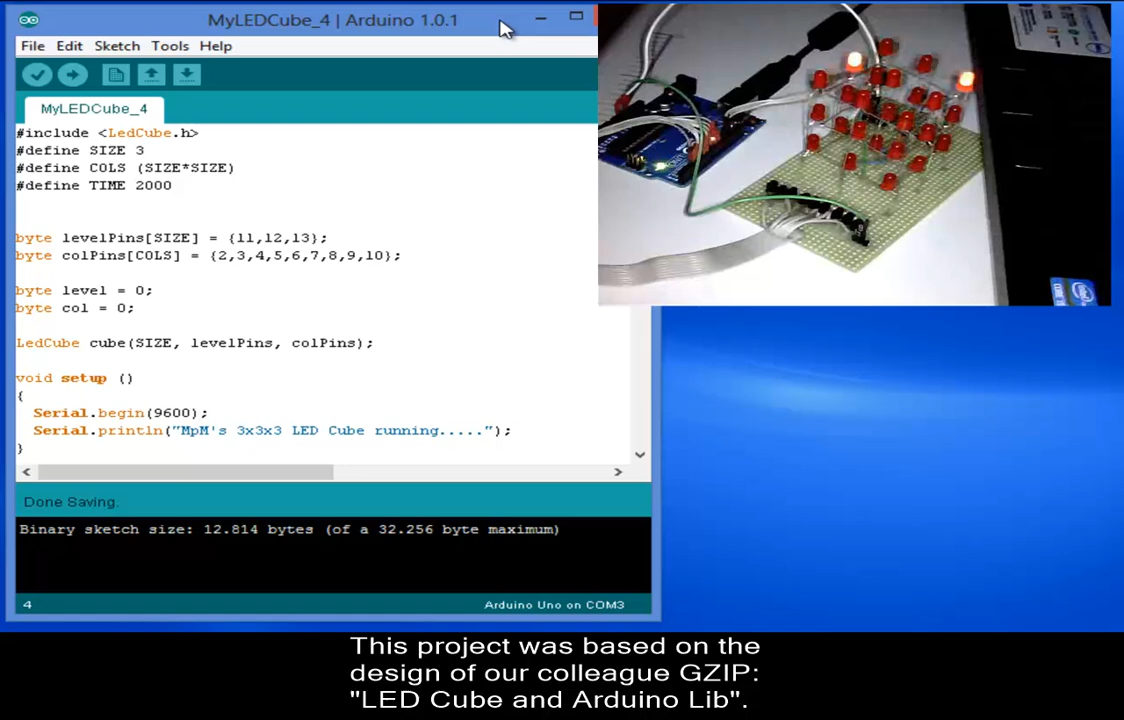 MyLEDCube_4 | Arduino 1.0.1
File Edit Sketch Tools Help
MyLEDCube_4
#include <LedCube.h>
#define SIZE 3
#define COLS (SIZE*SIZE)
#define TIME 2000
byte levelPins[SIZE] = {11,12,13};
byte colPins[COLS] = {2,3,4,5,6,7,8,9,10};
byte level = 0;
byte col = 0;
LedCube cube(SIZE, levelPins, colPins);
void setup ()
{
Serial.begin(9600);
Serial.println("MpM's 3x3x3 LED Cube running.....");
}
Done Saving.
Binary sketch size: 12.814 bytes (of a 32.256 byte maximum)
4
Arduino Uno on COM3
This project was based on the
design of our colleague GZIP:
"LED Cube and Arduino Lib".